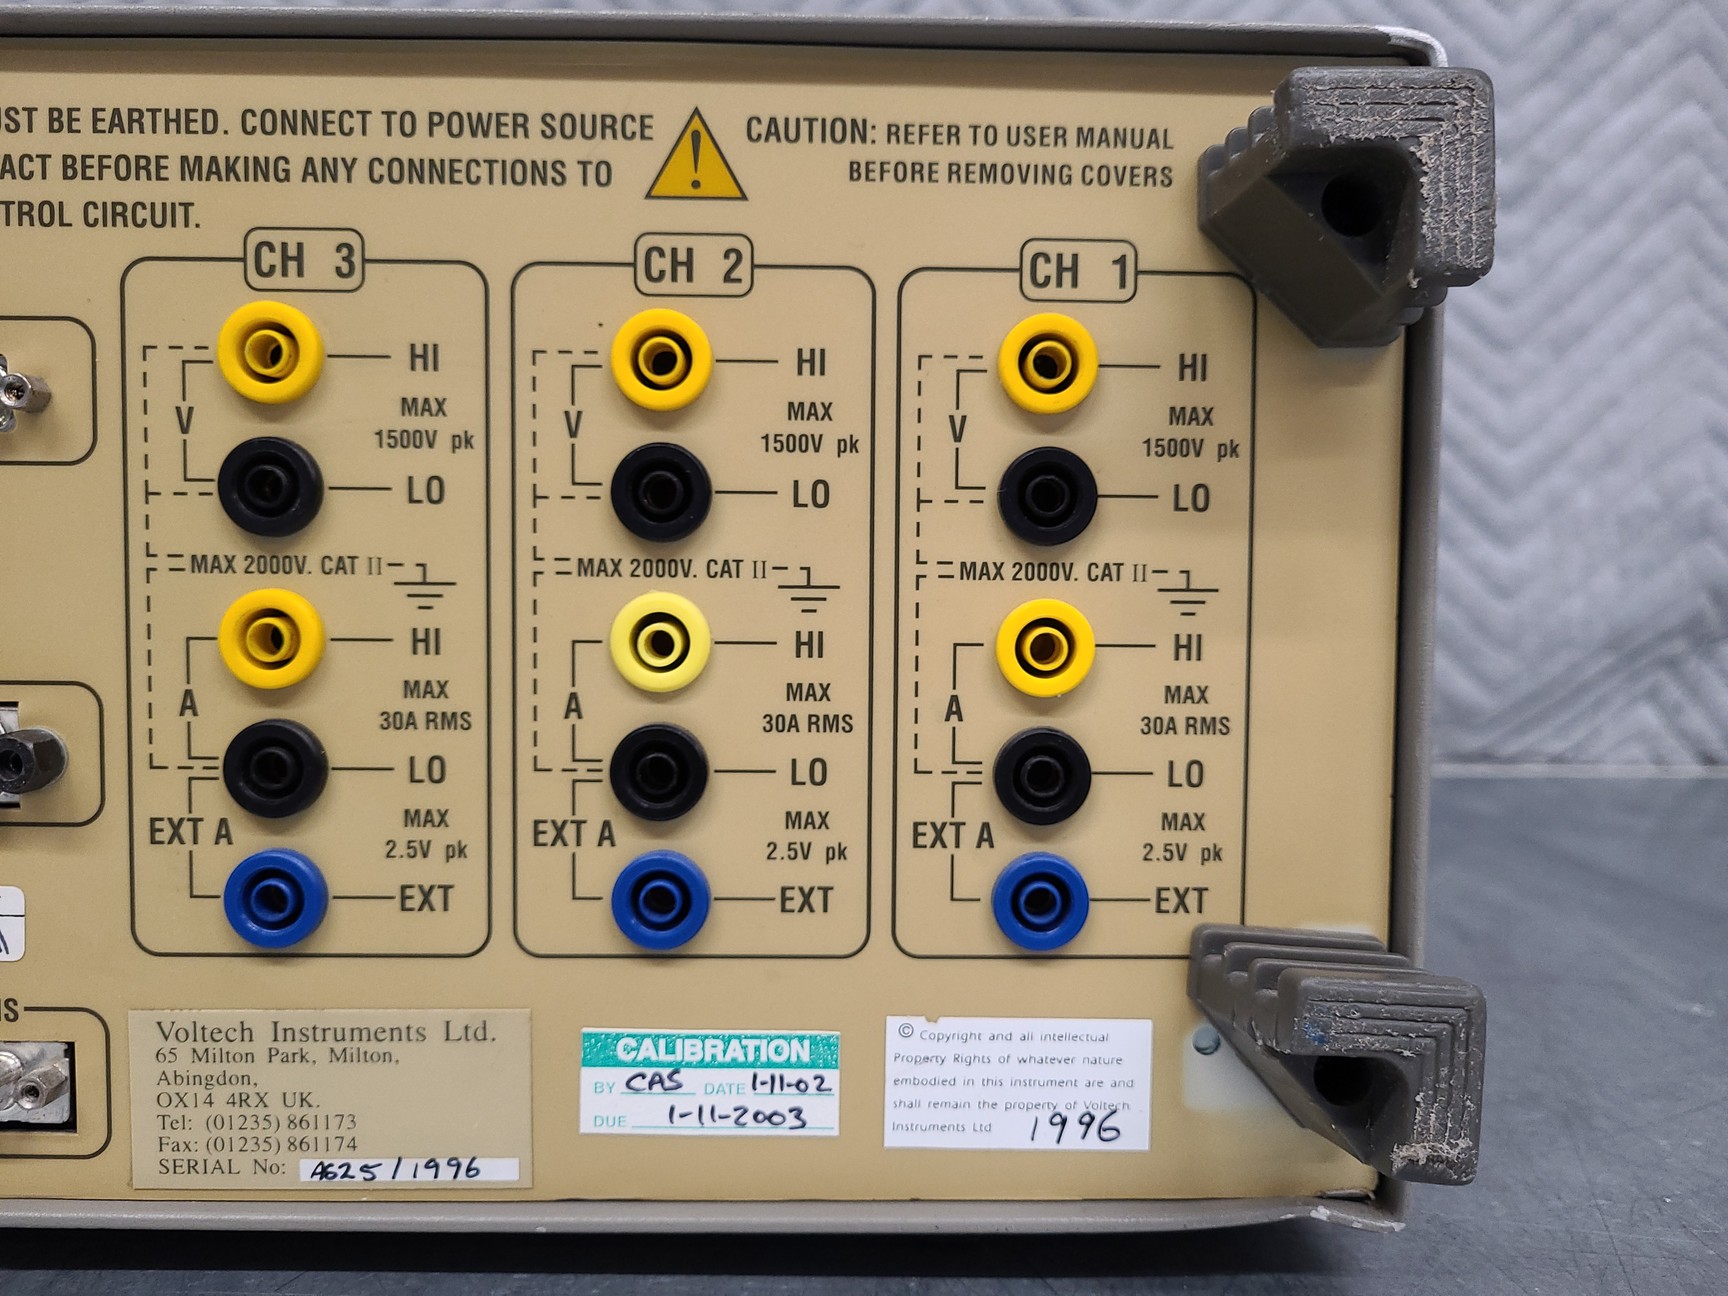 UST BE EARTHED. CONNECT TO POWER SOURCE
ACT BEFORE MAKING ANY CONNECTIONS TO
TROL CIRCUIT.
!
CAUTION: REFER TO USER MANUAL
BEFORE REMOVING COVERS
CH 3
HI
V
MAX
1500V pk
LO
MAX 2000V. CAT II
HI
A
MAX
30A RMS
LO
EXT A
MAX
2.5V pk
EXT
CH 2
HI
V
MAX
1500V pk
LO
MAX 2000V. CAT II
HI
A
MAX
30A RMS
LO
EXT A
MAX
2.5V pk
EXT
CH 1
HI
V
MAX
1500V pk
LO
MAX 2000V. CAT II
HI
A
MAX
30A RMS
LO
EXT A
MAX
2.5V pk
EXT
Voltech Instruments Ltd.
65 Milton Park, Milton,
Abingdon,
OX14 4RX UK.
Tel: (01235) 861173
Fax: (01235) 861174
SERIAL No: AG25/1996
CALIBRATION
BY CAS DATE 1-11-02
DUE 1-11-2003
© Copyright and all intellectual
Property Rights of whatever nature
embodied in this instrument are and
shall remain the property of Voltech
Instruments Ltd 1996